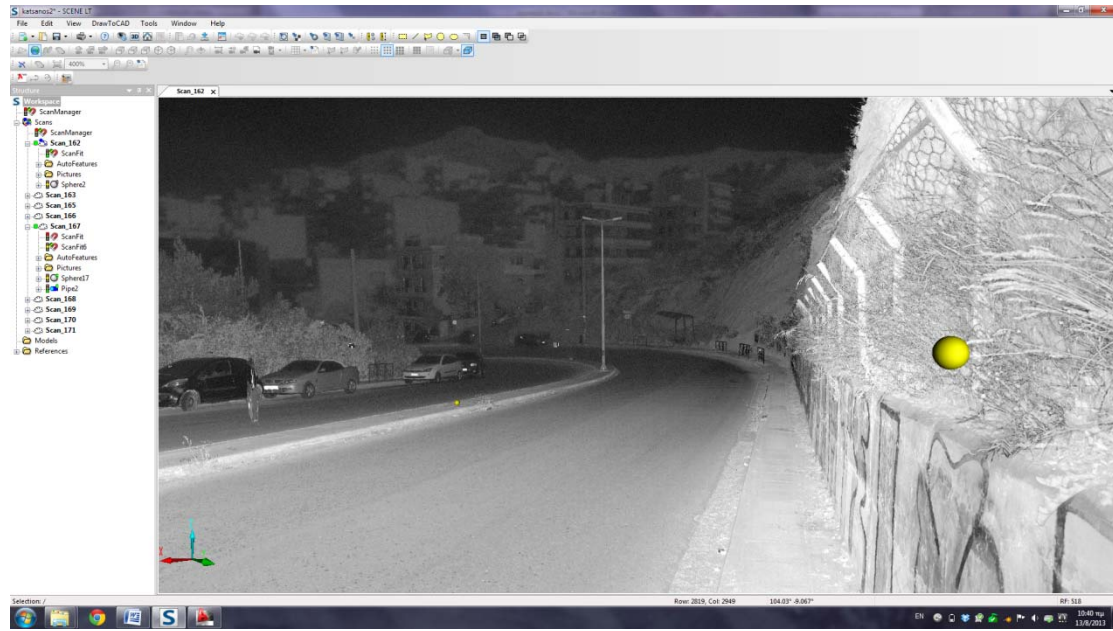 katsanos2* - SCENE LT
File Edit View DrawToCAD Tools Window Help
400%
Structure
Scan_162 x
Workspace
ScanManager
Scans
ScanManager
Scan_162
ScanFit
AutoFeatures
Pictures
Sphere2
Scan_163
Scan_165
Scan_166
Scan_167
ScanFit
ScanFit6
AutoFeatures
Pictures
Sphere17
Pipe2
Scan_168
Scan_169
Scan_170
Scan_171
Models
References
Selection: /
Row: 2819, Col: 2949 104.03° -9.067° RF: 518
EN 10:40 πμ
13/8/2013